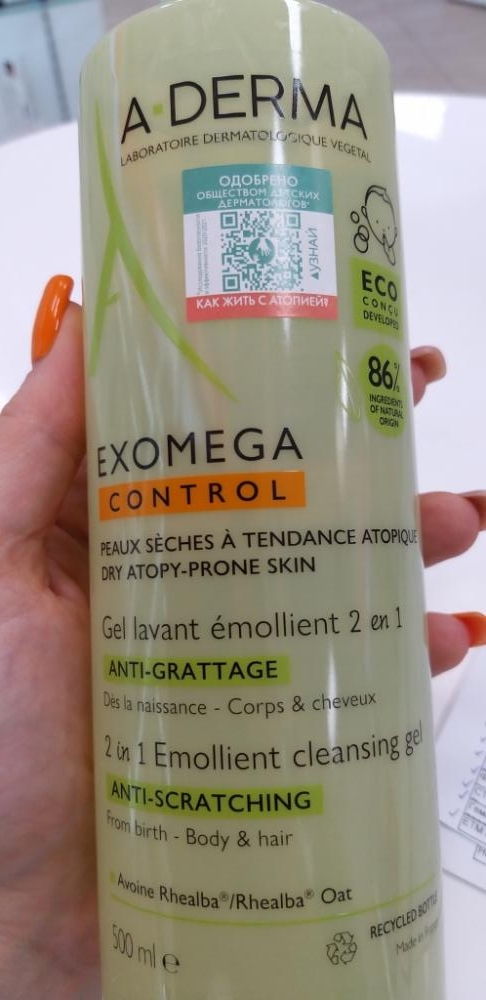 A·DERMA
LABORATOIRE DERMATOLOGIQUE VEGETAL
ОДОБРЕНО
ОБЩЕСТВОМ ДЕТСКИХ
ДЕРМАТОЛОГОВ*
УЗНАЙ
КАК ЖИТЬ С АТОПИЕЙ?
ECO
CONÇU
DEVELOPED
86%
INGREDIENTS
OF NATURAL
ORIGIN
EXOMEGA
CONTROL
PEAUX SÈCHES À TENDANCE ATOPIQUE
DRY ATOPY-PRONE SKIN
Gel lavant émollient 2 en 1
ANTI-GRATTAGE
Dès la naissance - Corps & cheveux
2 in 1 Emollient cleansing gel
ANTI-SCRATCHING
From birth - Body & hair
Avoine Rhealba®/Rhealba® Oat
500 ml e
RECYCLED BOTTLE
Made in